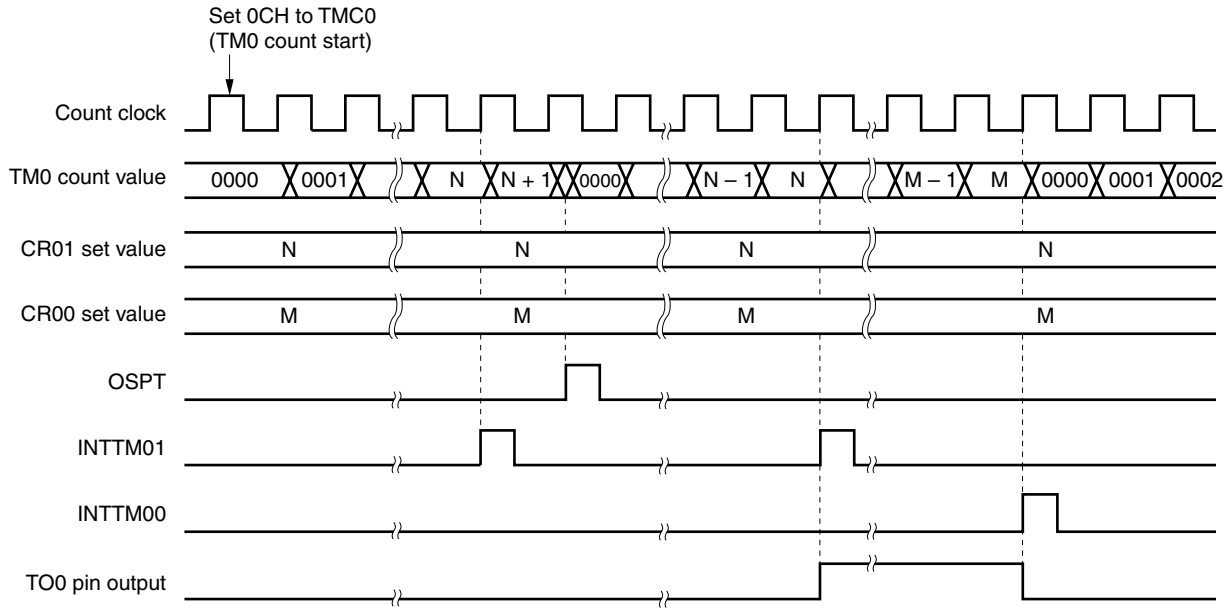 Set 0CH to TMC0
(TM0 count start)
Count clock
TM0 count value 0000 0001 N N + 1 0000 N – 1 N M – 1 M 0000 0001 0002
CR01 set value N N N N
CR00 set value M M M M
OSPT
INTTM01
INTTM00
TO0 pin output